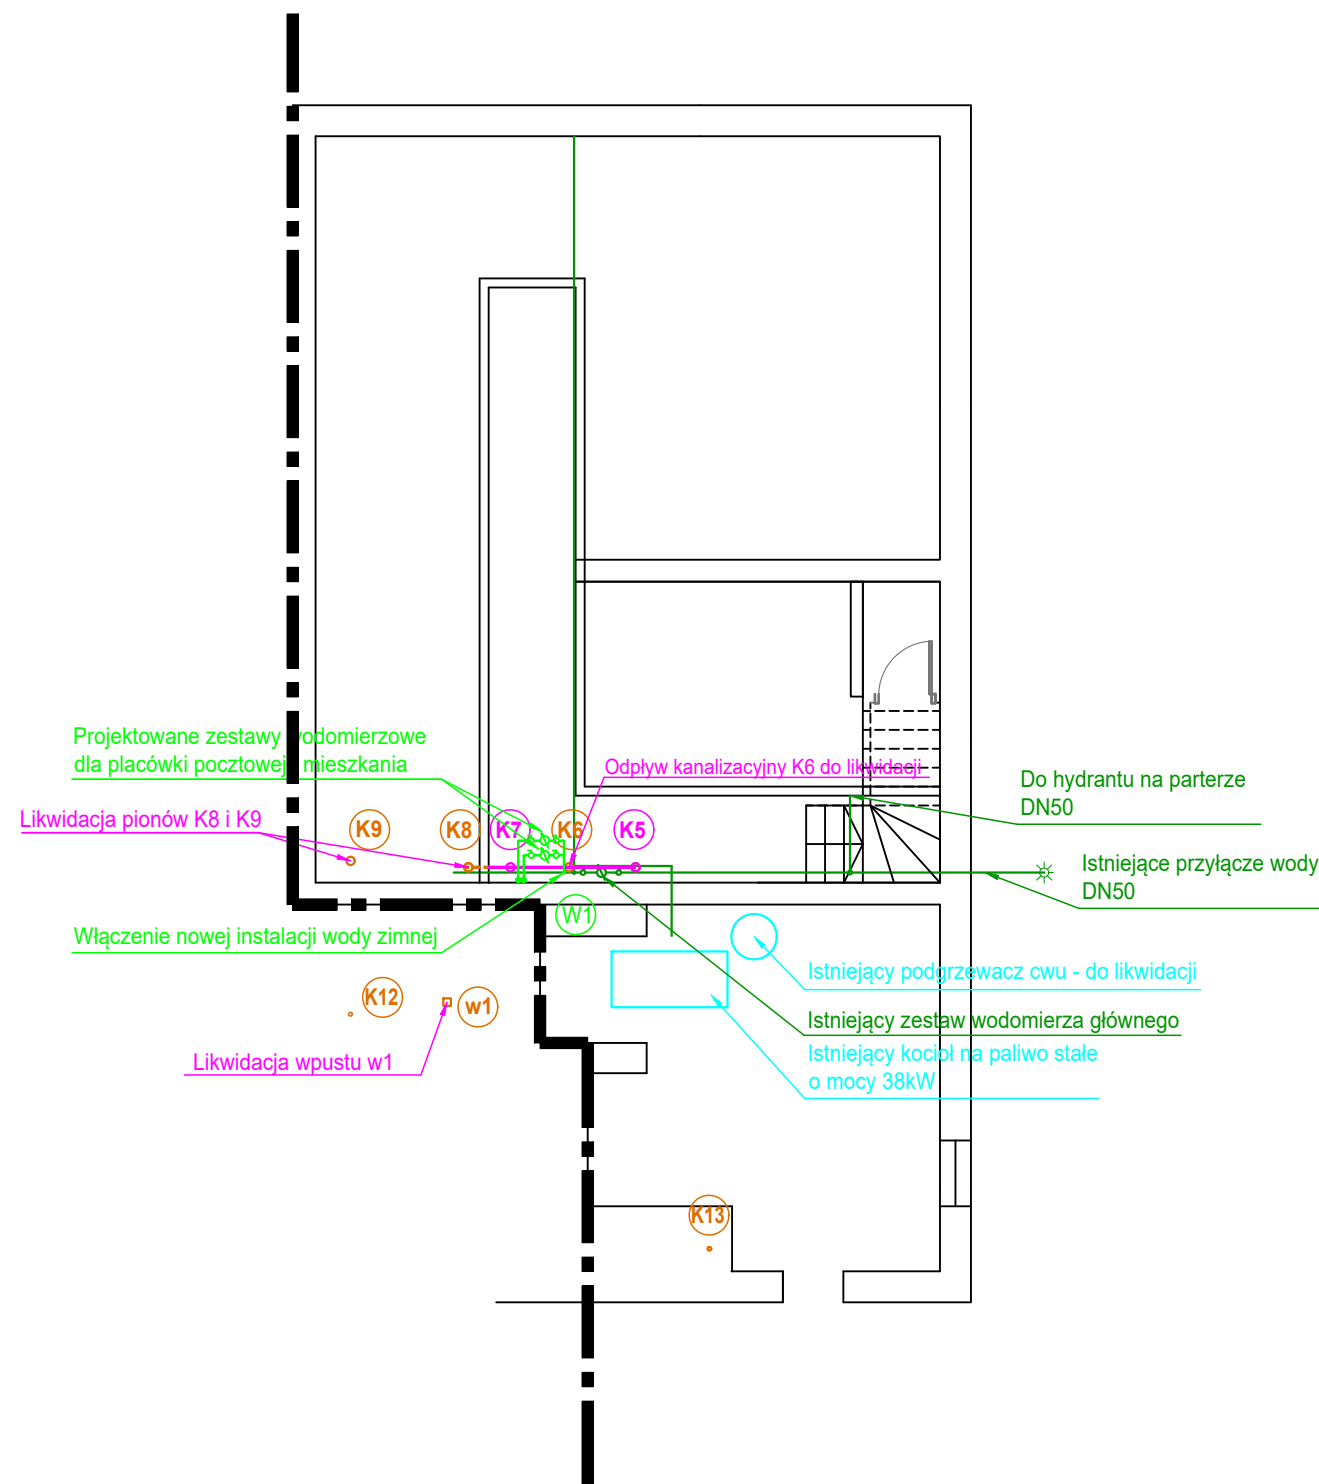 Projektowane zestawy wodomierzowe
dla placówki pocztowej i mieszkania
Odpływ kanalizacyjny K6 do likwidacji
Do hydrantu na parterze
DN50
Likwidacja pionów K8 i K9
K9
K8
K7
K6
K5
Istniejące przyłącze wody
DN50
W1
Włączenie nowej instalacji wody zimnej
Istniejący podgrzewacz cwu - do likwidacji
K12
w1
Istniejący zestaw wodomierza głównego
Likwidacja wpustu w1
Istniejący kocioł na paliwo stałe
o mocy 38kW
K13